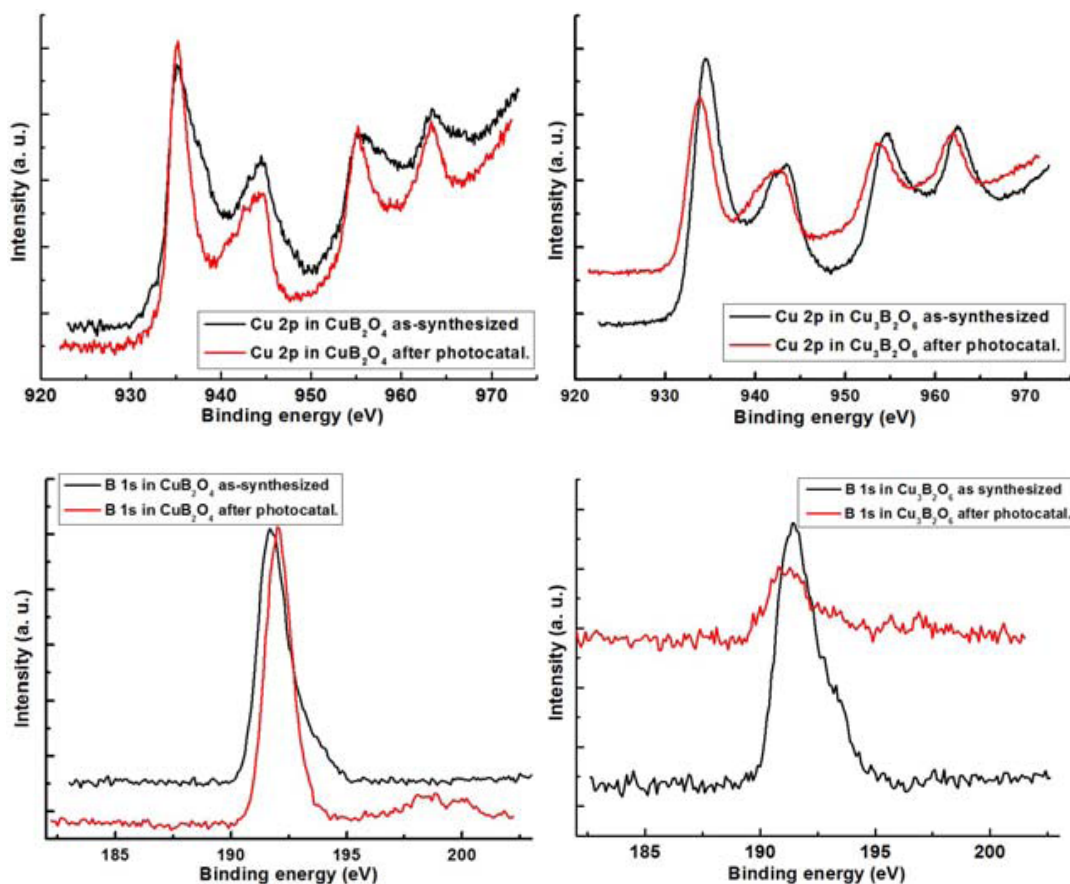 Intensity (a. u.)
Cu 2p in CuB₂O₄ as-synthesized
Cu 2p in CuB₂O₄ after photocatal.
920 930 940 950 960 970
Binding energy (eV)
Intensity (a. u.)
Cu 2p in Cu₃B₂O₆ as-synthesized
Cu 2p in Cu₃B₂O₆ after photocatal.
920 930 940 950 960 970
Binding energy (eV)
Intensity (a. u.)
B 1s in CuB₂O₄ as-synthesized
B 1s in CuB₂O₄ after photocatal.
185 190 195 200
Binding energy (eV)
Intensity (a. u.)
B 1s in Cu₃B₂O₆ as synthesized
B 1s in Cu₃B₂O₆ after photocatal.
185 190 195 200
Binding energy (eV)